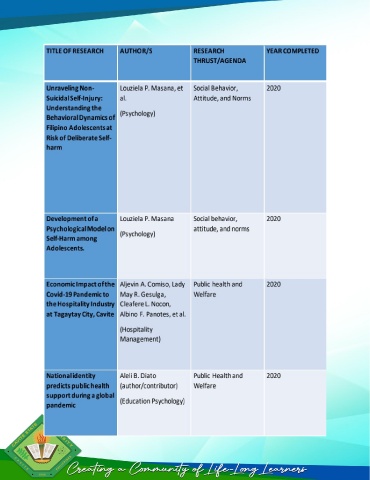 TITLE OF RESEARCH AUTHOR/S RESEARCH YEAR COMPLETED
THRUST/AGENDA
Unraveling Non- Louziela P. Masana, et Social Behavior, 2020
Suicidal Self-Injury: al. Attitude, and Norms
Understanding the
Behavioral Dynamics of (Psychology)
Filipino Adolescents at
Risk of Deliberate Self-
harm
Development of a Louziela P. Masana Social behavior, 2020
Psychological Model on (Psychology) attitude, and norms
Self-Harm among
Adolescents.
Economic Impact of the Aljevin A. Comiso, Lady Public health and 2020
Covid-19 Pandemic to May R. Gesulga, Welfare
the Hospitality Industry Cleafere L. Nocon,
at Tagaytay City, Cavite Albino F. Panotes, et al.
(Hospitality
Management)
National identity Aleli B. Diato Public Health and 2020
predicts public health (author/contributor) Welfare
support during a global (Education Psychology)
pandemic
Creating a Community of Life-Long Learners